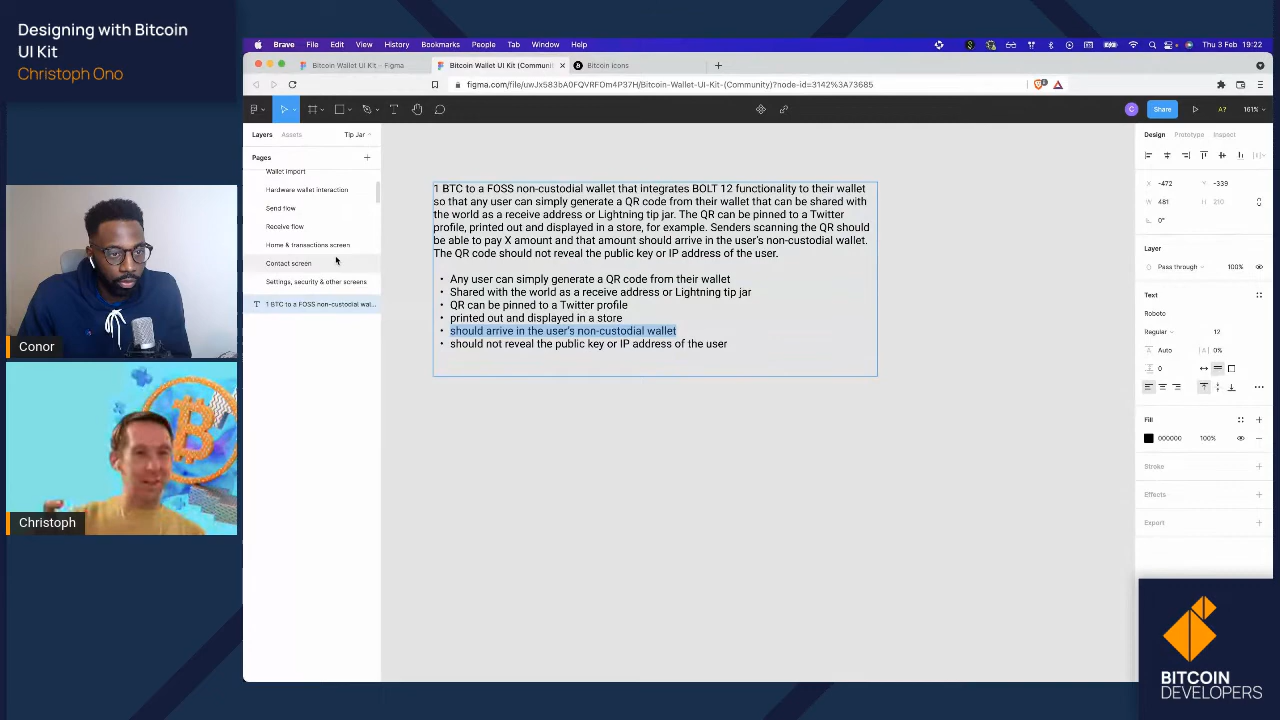 Designing with Bitcoin
UI Kit
Christoph Ono
Conor
Christoph
Brave File Edit View History Bookmarks People Tab Window Help
Thu 3 Feb 19:22
Bitcoin Wallet UI Kit – Figma
Bitcoin Wallet UI Kit (Communi
Bitcoin icons
figma.com/file/uwJx583bA0FQVRFOm4P37H/Bitcoin-Wallet-UI-Kit-(Community)?node-id=3142%3A73685
C Share A? 161%
Layers Assets Tip Jar
Pages
Wallet import
Hardware wallet interaction
Send flow
Receive flow
Home & transactions screen
Contact screen
Settings, security & other screens
1 BTC to a FOSS non-custodial wal...
1 BTC to a FOSS non-custodial wallet that integrates BOLT 12 functionality to their wallet
so that any user can simply generate a QR code from their wallet that can be shared with
the world as a receive address or Lightning tip jar. The QR can be pinned to a Twitter
profile, printed out and displayed in a store, for example. Senders scanning the QR should
be able to pay X amount and that amount should arrive in the user's non-custodial wallet.
The QR code should not reveal the public key or IP address of the user.
• Any user can simply generate a QR code from their wallet
• Shared with the world as a receive address or Lightning tip jar
• QR can be pinned to a Twitter profile
• printed out and displayed in a store
• should arrive in the user's non-custodial wallet
• should not reveal the public key or IP address of the user
Design Prototype Inspect
X -472 Y -339
W 481 H 210
0°
Layer
Pass through 100%
Text
Roboto
Regular 12
Auto 0%
0
Fill
000000 100%
Stroke
Effects
Export
BITCOIN
DEVELOPERS